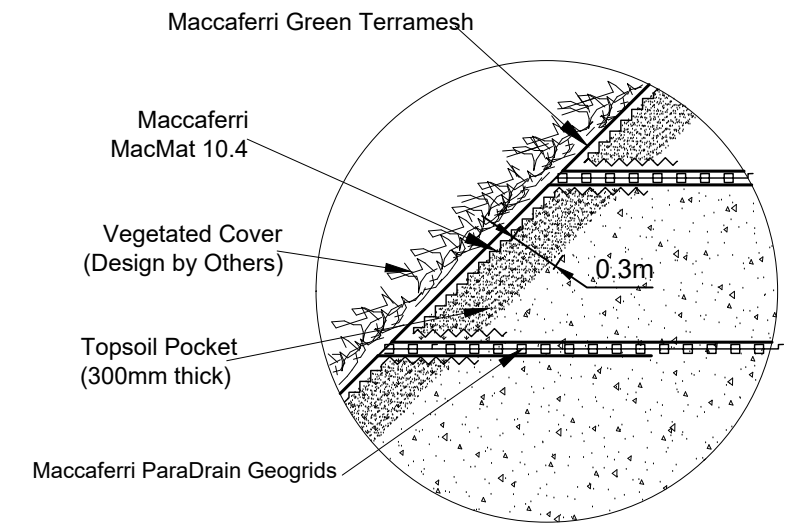 Maccaferri Green Terramesh
Maccaferri
MacMat 10.4
Vegetated Cover
(Design by Others)
0.3m
Topsoil Pocket
(300mm thick)
Maccaferri ParaDrain Geogrids